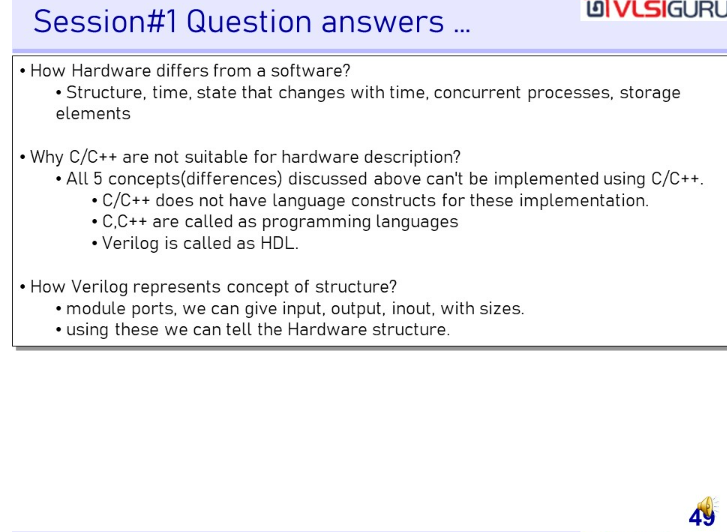 Session#1 Question answers ...
VLSIGURU
• How Hardware differs from a software?
• Structure, time, state that changes with time, concurrent processes, storage
elements
• Why C/C++ are not suitable for hardware description?
• All 5 concepts(differences) discussed above can't be implemented using C/C++.
• C/C++ does not have language constructs for these implementation.
• C,C++ are called as programming languages
• Verilog is called as HDL.
• How Verilog represents concept of structure?
• module ports, we can give input, output, inout, with sizes.
• using these we can tell the Hardware structure.
49